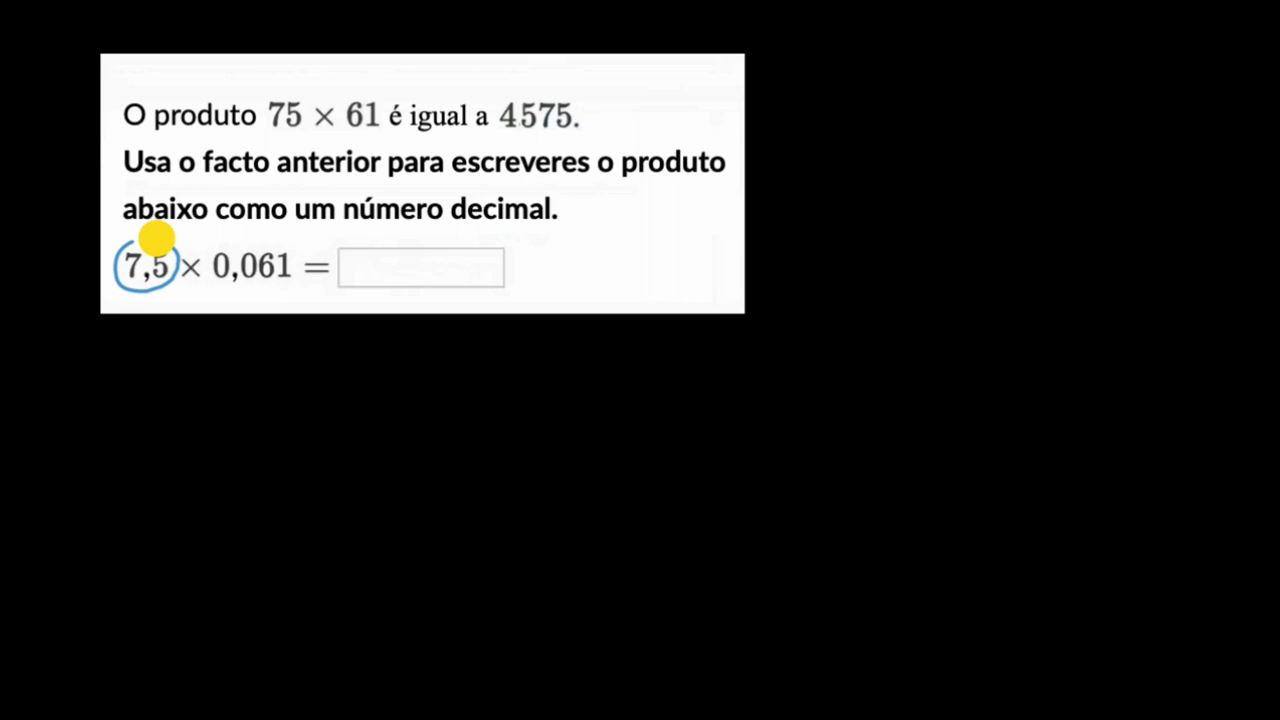 O produto 75 × 61 é igual a 4575.
Usa o facto anterior para escreveres o produto
abaixo como um número decimal.
7,5 × 0,061 =